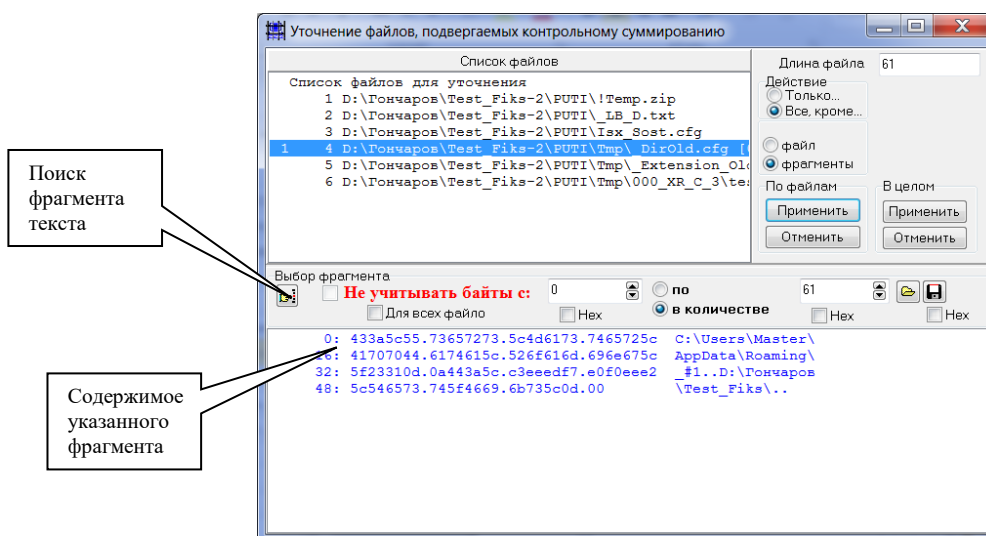 Уточнение файлов, подвергаемых контрольному суммированию
Список файлов
Список файлов для уточнения
1 D:\Гончаров\Test_Fiks-2\PUTI\!Temp.zip
2 D:\Гончаров\Test_Fiks-2\PUTI\_LB_D.txt
3 D:\Гончаров\Test_Fiks-2\PUTI\Isx_Sost.cfg
1 4 D:\Гончаров\Test_Fiks-2\PUTI\Tmp\_DirOld.cfg
5 D:\Гончаров\Test_Fiks-2\PUTI\Tmp\_Extension_Old
6 D:\Гончаров\Test_Fiks-2\PUTI\Tmp\000_XR_C_3\tes
Длина файла 61
Действие
Только...
Все, кроме...
файл
фрагменты
По файлам
Применить
Отменить
В целом
Применить
Отменить
Поиск
фрагмента
текста
Выбор фрагмента
Не учитывать байты с: 0
по
в количестве
61
Для всех файло
Hex
Hex
Hex
0: 433a5c55.73657273.5c4d6173.7465725c C:\Users\Master\
16: 41707044.6174615c.526f616d.696e675c AppData\Roaming\
32: 5f23310d.0a443a5c.c3eeedf7.e0f0eee2 _#1..D:\Гончаров
48: 5c546573.745f4669.6b735c0d.00 \Test_Fiks\..
Содержимое
указанного
фрагмента